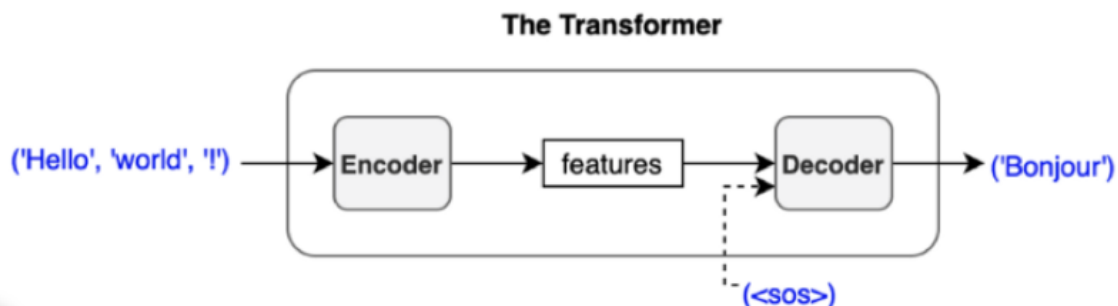 The Transformer
('Hello', 'world', '!')
Encoder
features
Decoder
('Bonjour')
(<sos>)